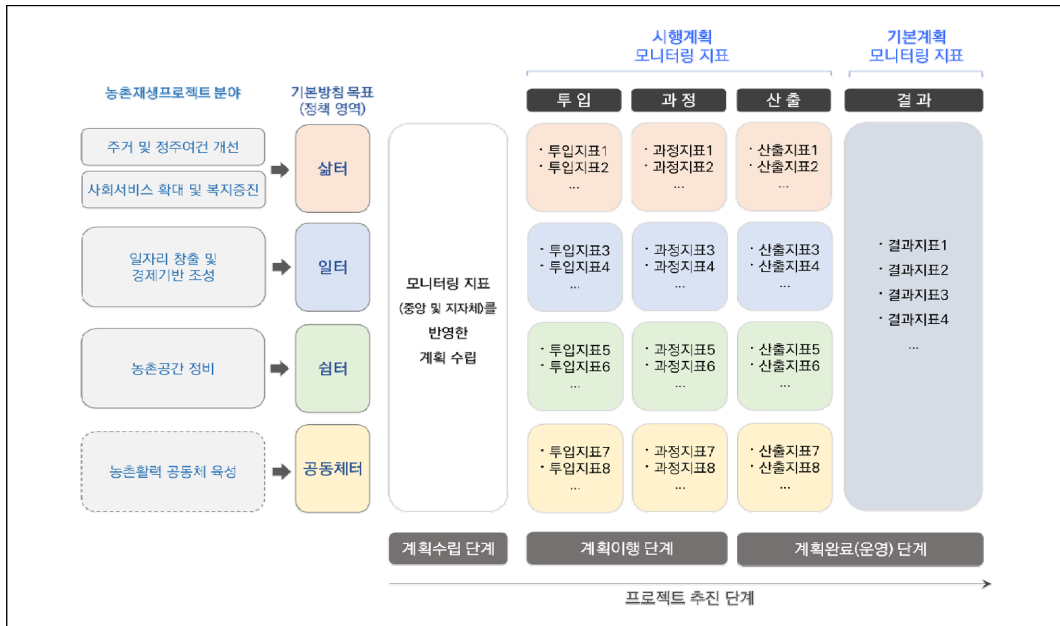 시행계획
모니터링 지표
기본계획
모니터링 지표
농촌재생프로젝트 분야
기본방침 목표
(정책 영역)
투 입
과 정
산 출
결 과
주거 및 정주여건 개선
사회서비스 확대 및 복지증진
삶터
· 투입지표1
· 투입지표2
...
· 과정지표1
· 과정지표2
...
· 산출지표1
· 산출지표2
...
일자리 창출 및
경제기반 조성
일터
· 투입지표3
· 투입지표4
...
· 과정지표3
· 과정지표4
...
· 산출지표3
· 산출지표4
...
모니터링 지표
(중앙 및 지자체)를
반영한
계획 수립
· 결과지표1
· 결과지표2
· 결과지표3
· 결과지표4
...
농촌공간 정비
쉼터
· 투입지표5
· 투입지표6
...
· 과정지표5
· 과정지표6
...
· 산출지표5
· 산출지표6
...
농촌활력 공동체 육성
공동체터
· 투입지표7
· 투입지표8
...
· 과정지표7
· 과정지표8
...
· 산출지표7
· 산출지표8
...
계획수립 단계
계획이행 단계
계획완료(운영) 단계
프로젝트 추진 단계